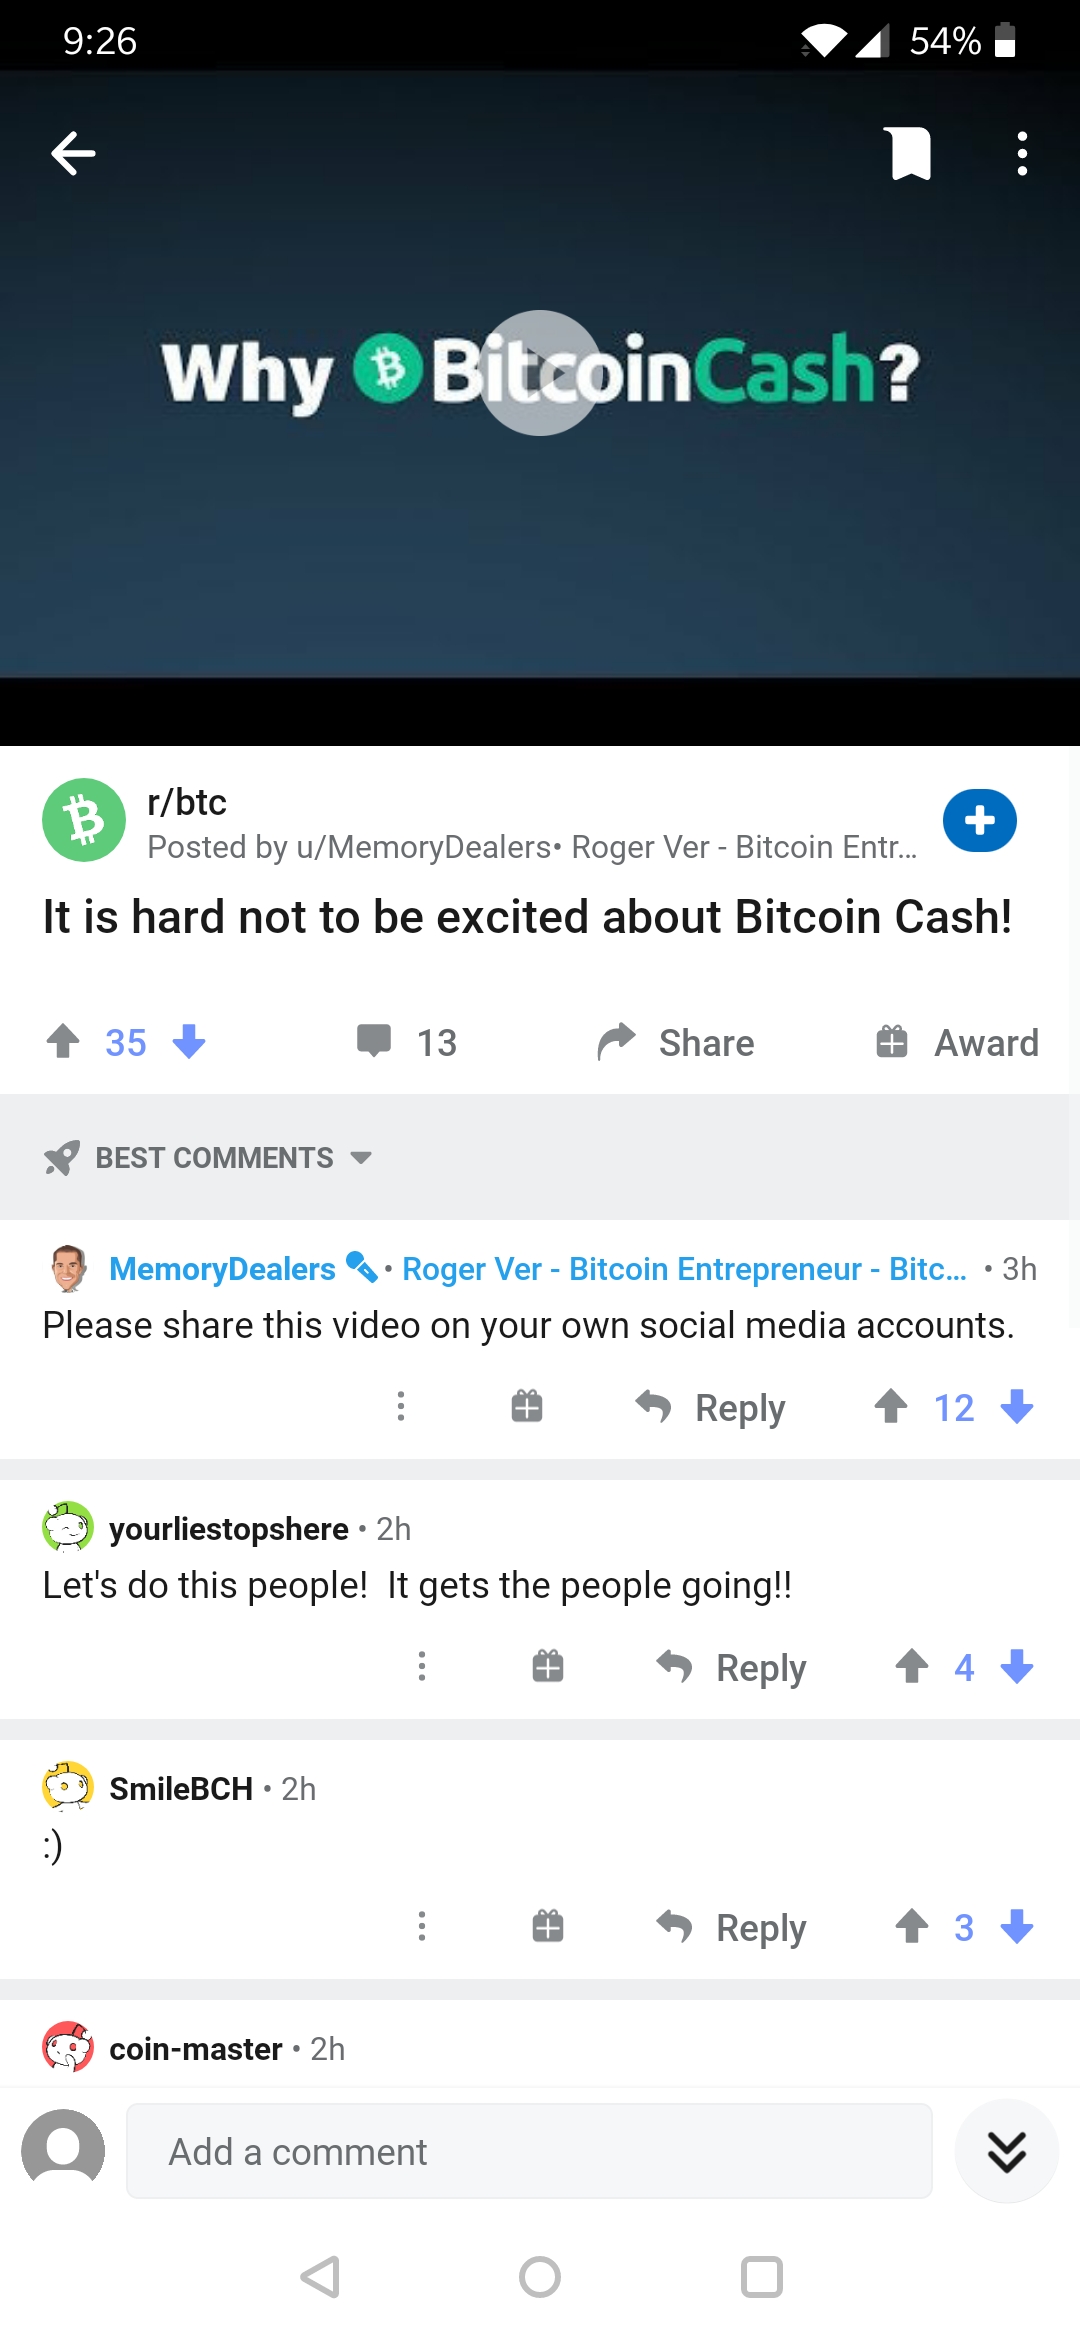 9:26
54%
Why BitcoinCash?
r/btc
Posted by u/MemoryDealers• Roger Ver - Bitcoin Entr...
It is hard not to be excited about Bitcoin Cash!
35
13
Share
Award
BEST COMMENTS
MemoryDealers • Roger Ver - Bitcoin Entrepreneur - Bitc... • 3h
Please share this video on your own social media accounts.
Reply
12
yourliestopshere • 2h
Let's do this people!  It gets the people going!!
Reply
4
SmileBCH • 2h
:)
Reply
3
coin-master • 2h
Add a comment